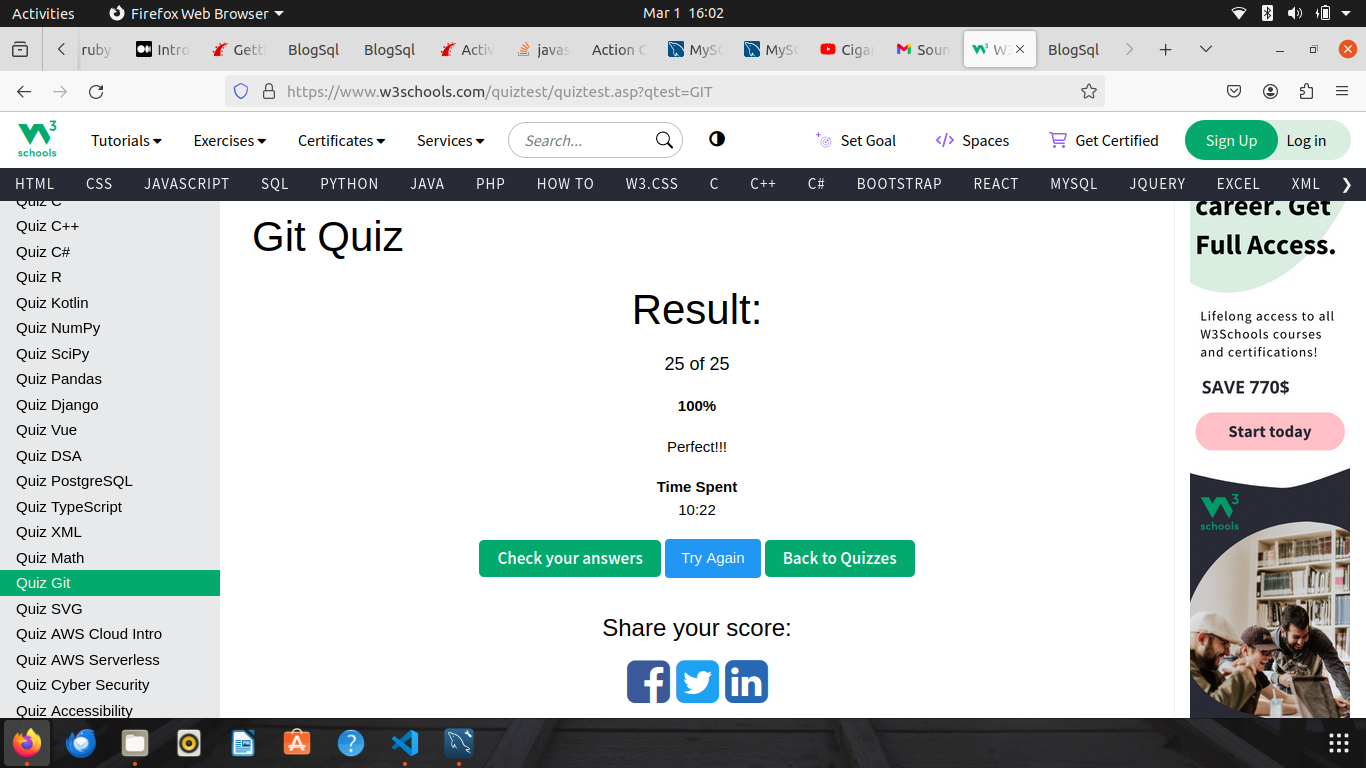 Activities Firefox Web Browser Mar 1 16:02
ruby Intro Gett BlogSql BlogSql Activ javas Action C MySC MySC Cigar Soun W3 BlogSql
https://www.w3schools.com/quiztest/quiztest.asp?qtest=GIT
W3 schools Tutorials Exercises Certificates Services Search... Set Goal Spaces Get Certified Sign Up Log in
HTML CSS JAVASCRIPT SQL PYTHON JAVA PHP HOW TO W3.CSS C C++ C# BOOTSTRAP REACT MYSQL JQUERY EXCEL XML
Quiz C
Quiz C++
Quiz C#
Quiz R
Quiz Kotlin
Quiz NumPy
Quiz SciPy
Quiz Pandas
Quiz Django
Quiz Vue
Quiz DSA
Quiz PostgreSQL
Quiz TypeScript
Quiz XML
Quiz Math
Quiz Git
Quiz SVG
Quiz AWS Cloud Intro
Quiz AWS Serverless
Quiz Cyber Security
Quiz Accessibility
Git Quiz
Result:
25 of 25
100%
Perfect!!!
Time Spent
10:22
Check your answers Try Again Back to Quizzes
Share your score:
career. Get
Full Access.
Lifelong access to all
W3Schools courses
and certifications!
SAVE 770$
Start today
W3
schools